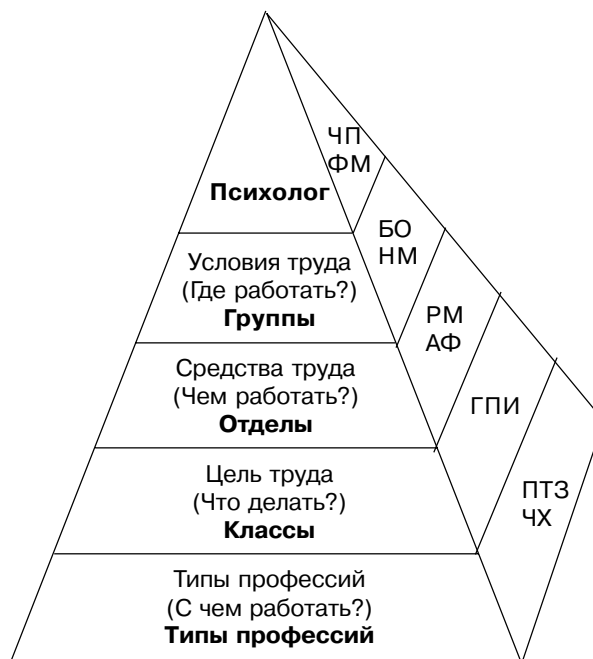 ЧП
ФМ
Психолог
БО
НМ
Условия труда
(Где работать?)
Группы
РМ
АФ
Средства труда
(Чем работать?)
Отделы
ГПИ
Цель труда
(Что делать?)
Классы
ПТЗ
ЧХ
Типы профессий
(С чем работать?)
Типы профессий